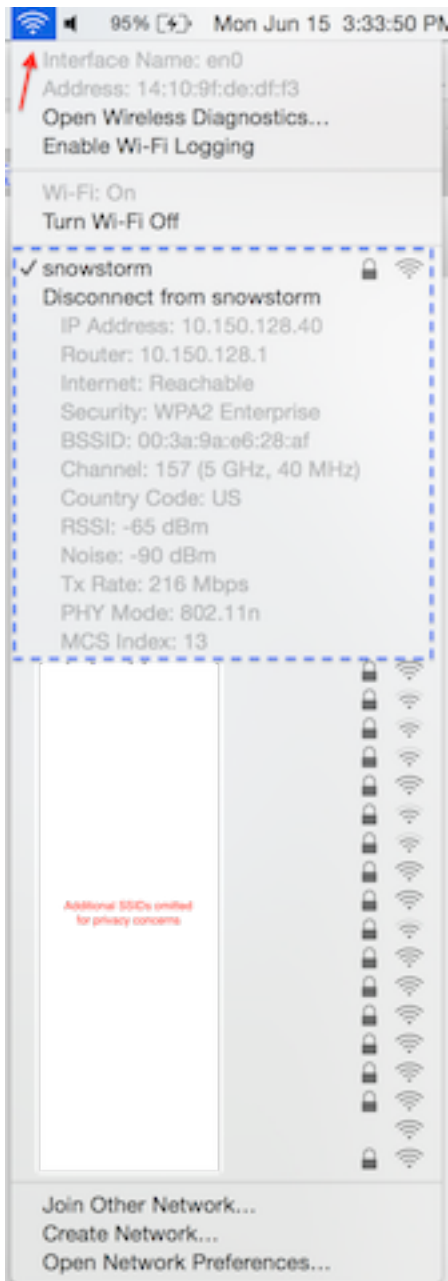 95% Mon Jun 15 3:33:50 PM
Interface Name: en0
Address: 14:10:9f:de:df:f3
Open Wireless Diagnostics...
Enable Wi-Fi Logging
Wi-Fi: On
Turn Wi-Fi Off
✓ snowstorm
Disconnect from snowstorm
IP Address: 10.150.128.40
Router: 10.150.128.1
Internet: Reachable
Security: WPA2 Enterprise
BSSID: 00:3a:9a:e6:28:af
Channel: 157 (5 GHz, 40 MHz)
Country Code: US
RSSI: -65 dBm
Noise: -90 dBm
Tx Rate: 216 Mbps
PHY Mode: 802.11n
MCS Index: 13
Additional SSIDs omitted
for privacy concerns
Join Other Network...
Create Network...
Open Network Preferences...